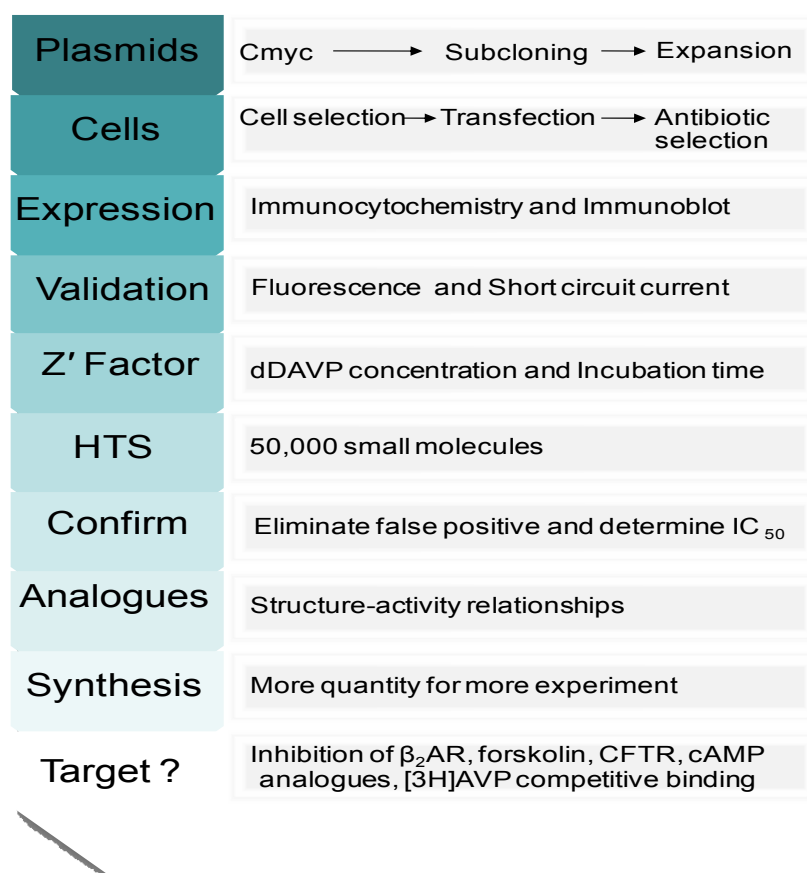 Plasmids
Cmyc → Subcloning → Expansion
Cells
Cell selection → Transfection → Antibiotic
selection
Expression
Immunocytochemistry and Immunoblot
Validation
Fluorescence and Short circuit current
Z′ Factor
dDAVP concentration and Incubation time
HTS
50,000 small molecules
Confirm
Eliminate false positive and determine IC₅₀
Analogues
Structure-activity relationships
Synthesis
More quantity for more experiment
Target ?
Inhibition of β₂AR, forskolin, CFTR, cAMP
analogues, [3H]AVP competitive binding